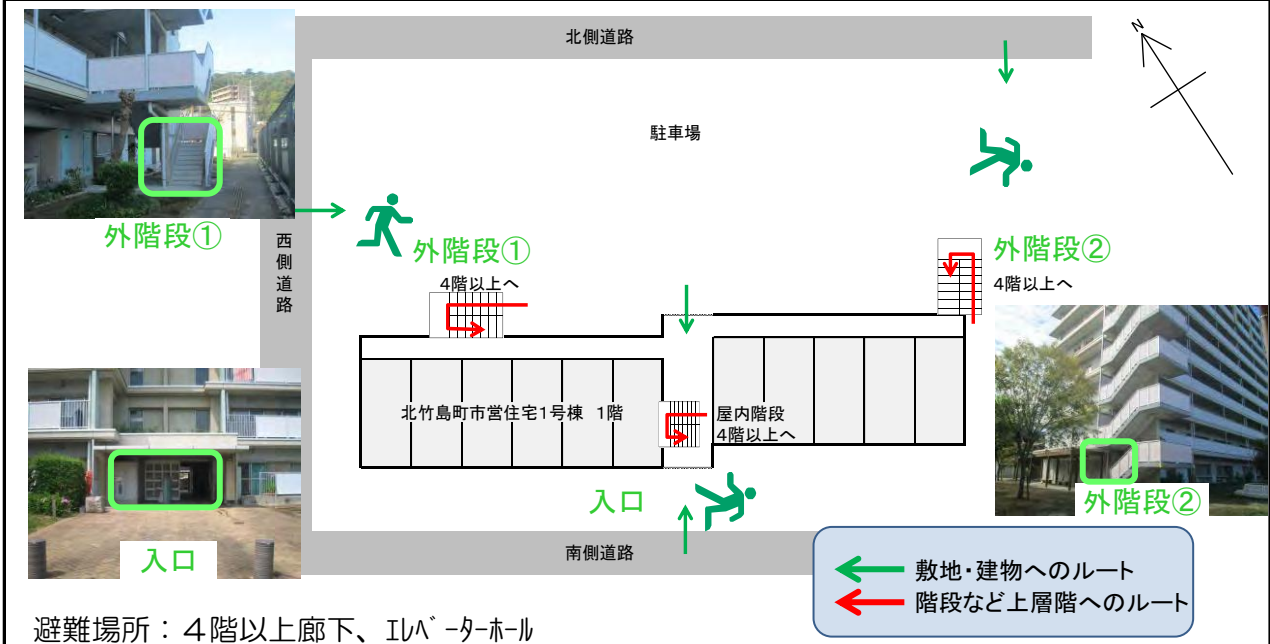 北側道路
N
駐車場
外階段①
西側道路
外階段①
4階以上へ
外階段②
4階以上へ
北竹島町市営住宅1号棟 1階
屋内階段
4階以上へ
入口
入口
外階段②
南側道路
敷地・建物へのルート
階段など上層階へのルート
避難場所：４階以上廊下、ｴﾚﾍﾞｰﾀｰﾎｰﾙ